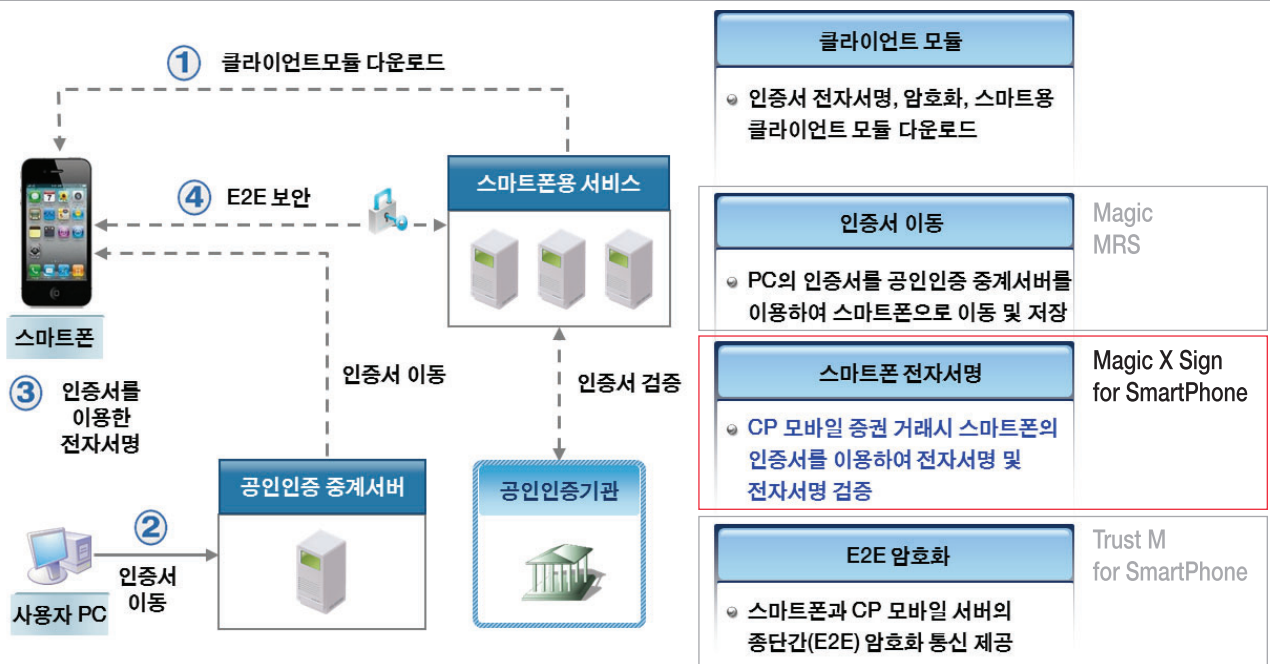 ① 클라이언트모듈 다운로드
④ E2E 보안
스마트폰용 서비스
스마트폰
③ 인증서를
이용한
전자서명
인증서 이동
인증서 검증
공인인증 중계서버
공인인증기관
②
인증서
이동
사용자 PC
클라이언트 모듈
인증서 전자서명, 암호화, 스마트용
클라이언트 모듈 다운로드
인증서 이동
Magic
MRS
PC의 인증서를 공인인증 중계서버를
이용하여 스마트폰으로 이동 및 저장
스마트폰 전자서명
Magic X Sign
for SmartPhone
CP 모바일 증권 거래시 스마트폰의
인증서를 이용하여 전자서명 및
전자서명 검증
E2E 암호화
Trust M
for SmartPhone
스마트폰과 CP 모바일 서버의
종단간(E2E) 암호화 통신 제공